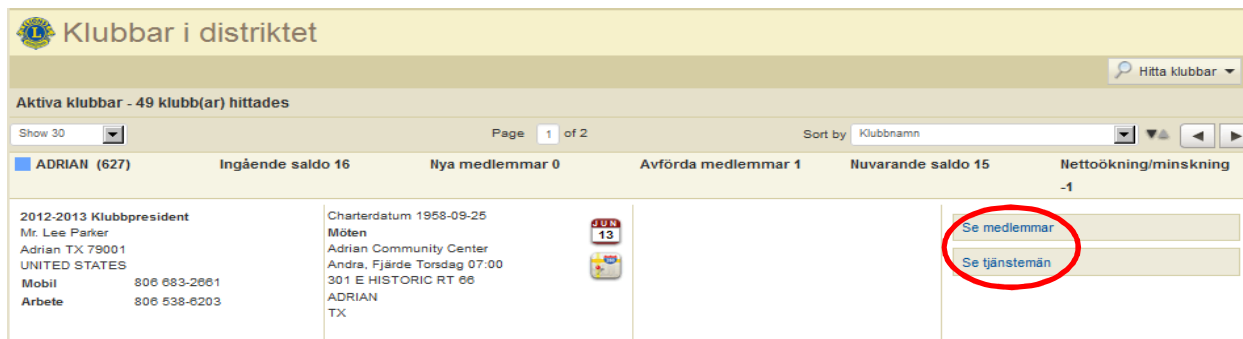 Klubbar i distriktet
Hitta klubbar
Aktiva klubbar - 49 klubb(ar) hittades
Show 30 Page 1 of 2 Sort by Klubbnamn
ADRIAN (627) Ingående saldo 16 Nya medlemmar 0 Avförda medlemmar 1 Nuvarande saldo 15 Nettoökning/minskning
-1
2012-2013 Klubbpresident
Mr. Lee Parker
Adrian TX 79001
UNITED STATES
Mobil 806 683-2661
Arbete 806 538-6203
Charterdatum 1958-09-25
Möten
Adrian Community Center
Andra, Fjärde Torsdag 07:00
301 E HISTORIC RT 66
ADRIAN
TX
JUN
13
Se medlemmar
Se tjänstemän